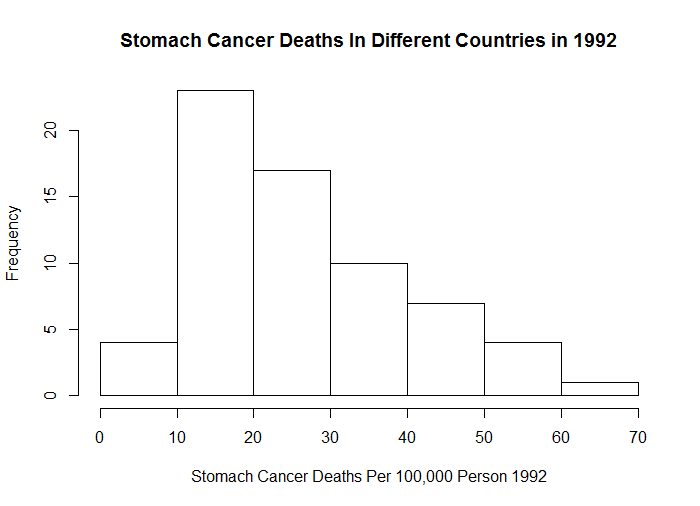 Stomach Cancer Deaths In Different Countries in 1992
Frequency
20
15
10
5
0
0 10 20 30 40 50 60 70
Stomach Cancer Deaths Per 100,000 Person 1992